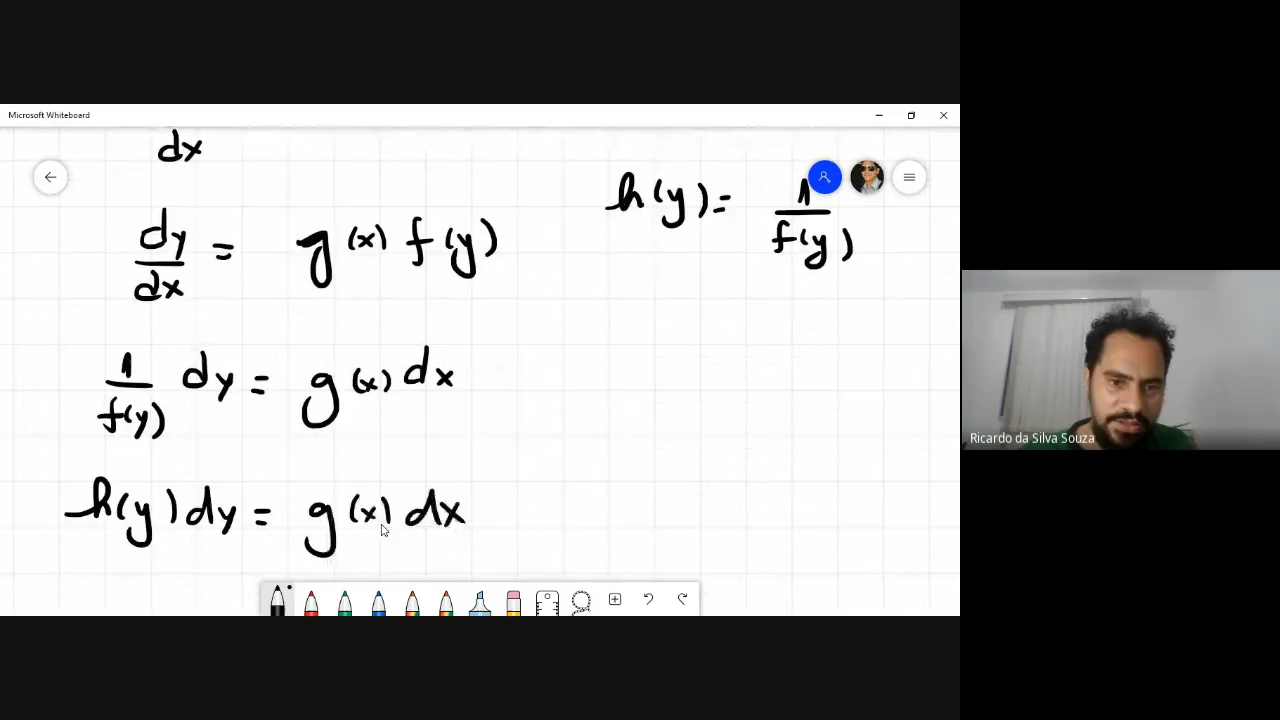 Microsoft Whiteboard
dx
dy/dx = g(x) f(y)
h(y) = 1/f(y)
1/f(y) dy = g(x) dx
h(y) dy = g(x) dx
Ricardo da Silva Souza